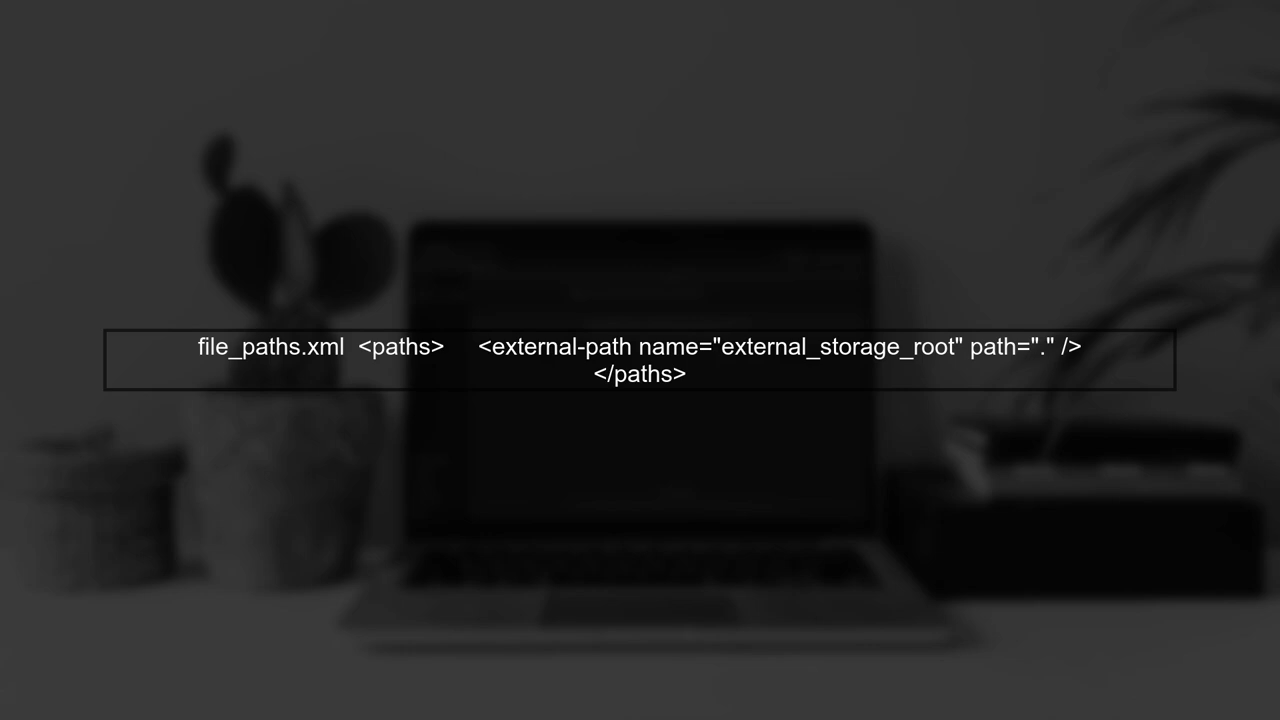 file_paths.xml  <paths>     <external-path name="external_storage_root" path="." />
</paths>